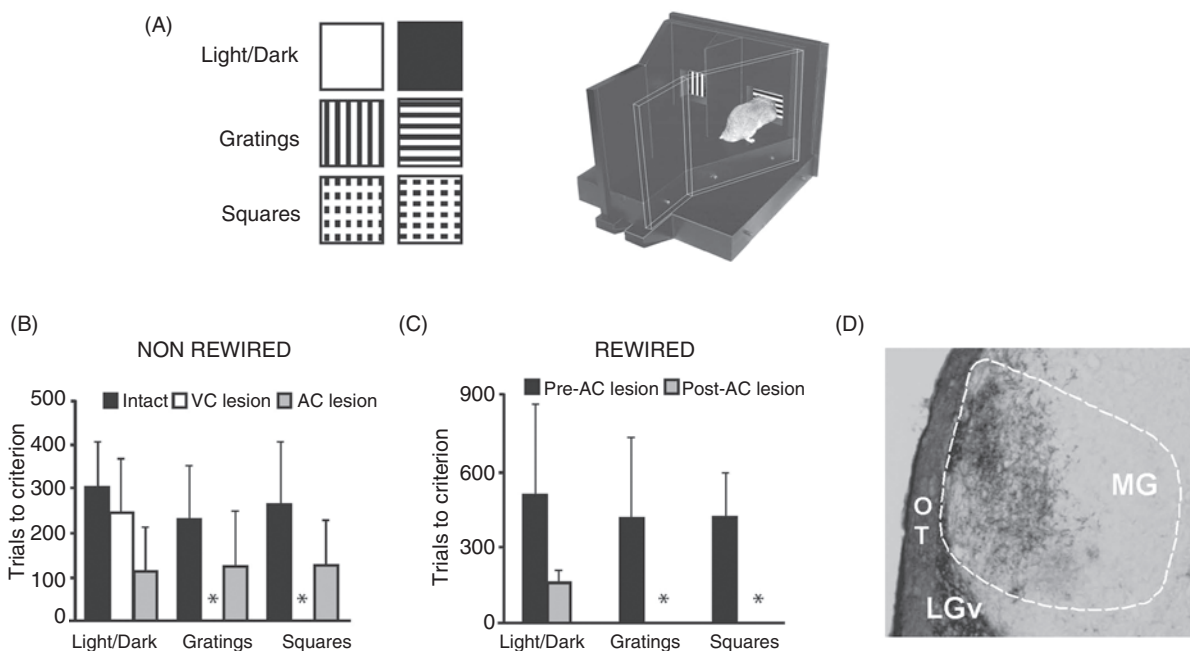 (A)
Light/Dark
Gratings
Squares
(B)
NON REWIRED
Intact VC lesion AC lesion
Trials to criterion
500
400
300
200
100
0
* *
Light/Dark Gratings Squares
(C)
REWIRED
Pre-AC lesion Post-AC lesion
Trials to criterion
900
600
300
0
* *
Light/Dark Gratings Squares
(D)
MG
O
T
LGv